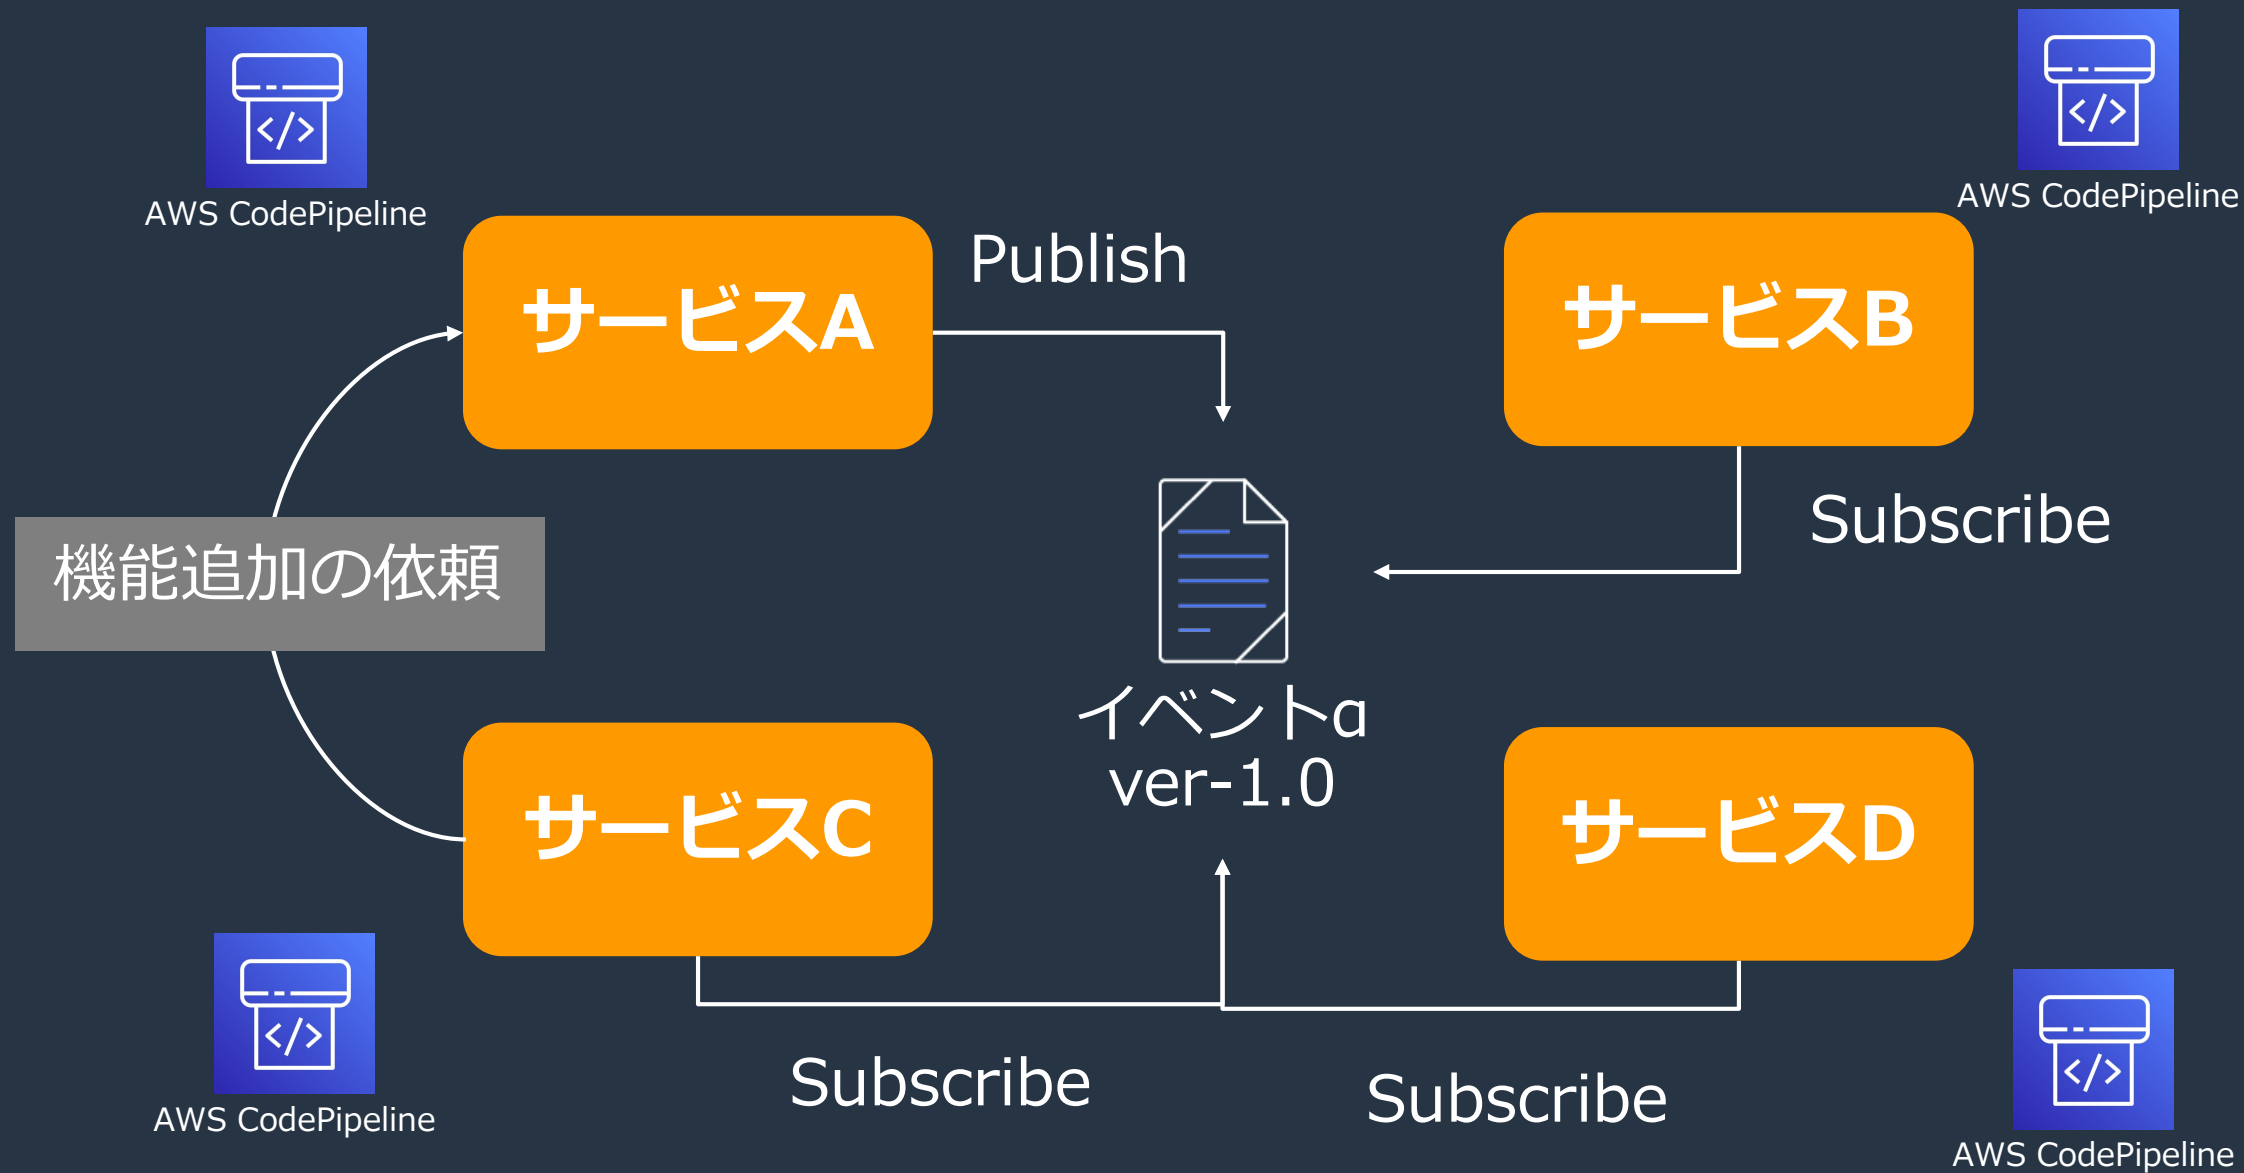 AWS CodePipeline
AWS CodePipeline
サービスA
Publish
サービスB
Subscribe
機能追加の依頼
イベントα
ver-1.0
サービスC
サービスD
Subscribe
Subscribe
AWS CodePipeline
AWS CodePipeline